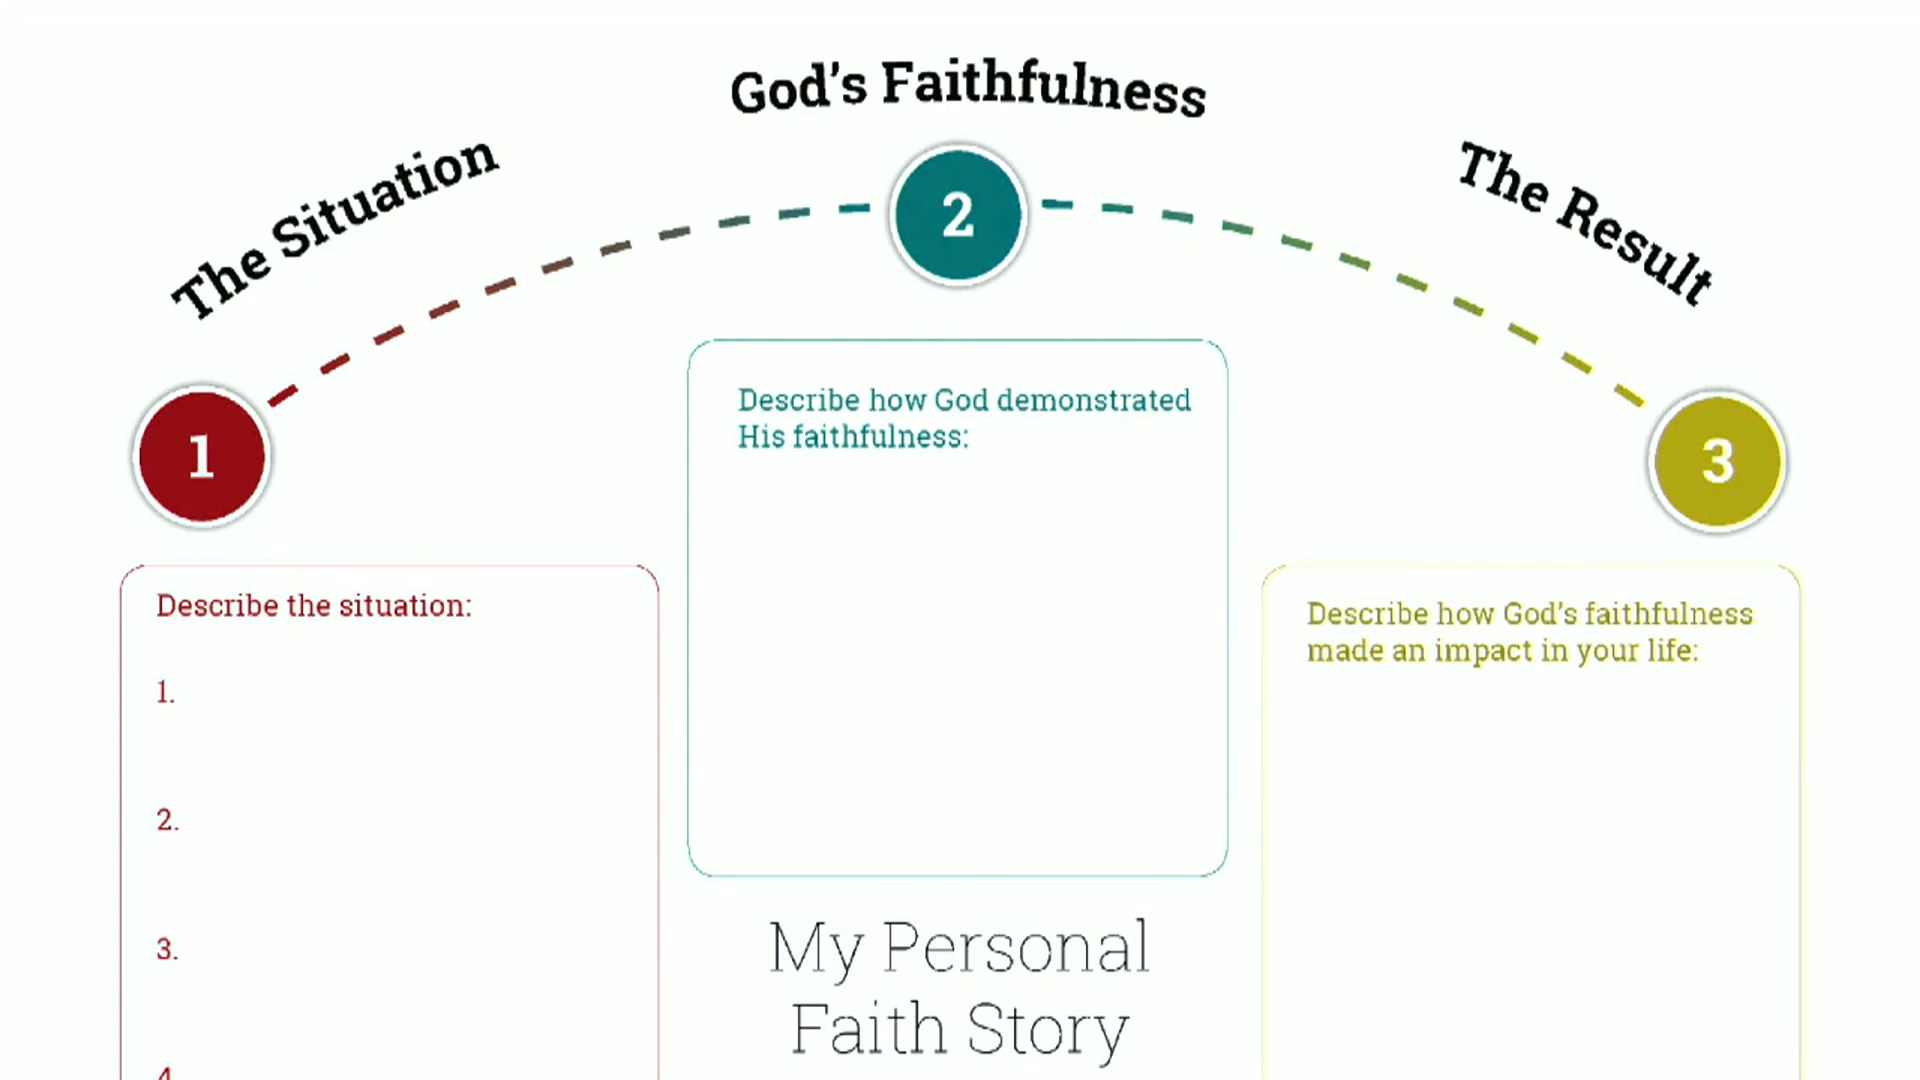 God's Faithfulness
The Situation
The Result
2
1
3
Describe how God demonstrated
His faithfulness:
Describe the situation:
1.
2.
3.
4
Describe how God's faithfulness
made an impact in your life:
My Personal
Faith Story